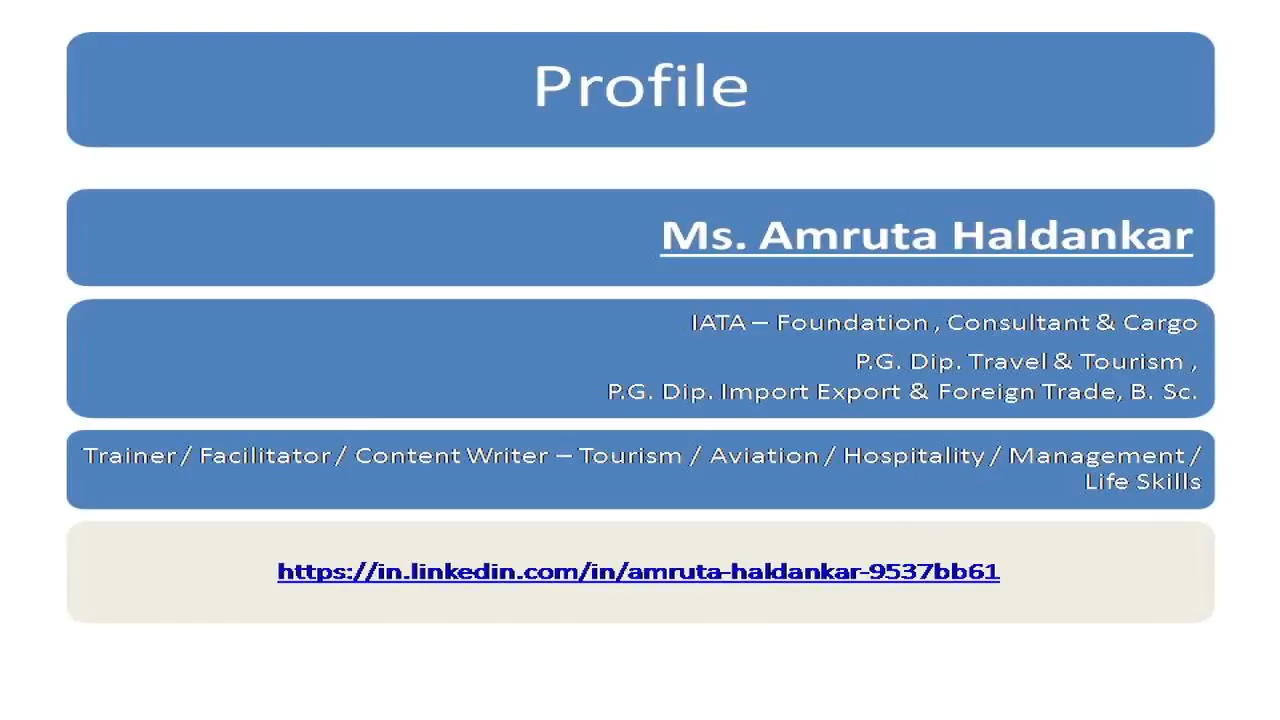 Profile
Ms. Amruta Haldankar
IATA – Foundation , Consultant & Cargo
P.G. Dip. Travel & Tourism ,
P.G. Dip. Import Export & Foreign Trade, B. Sc.
Trainer / Facilitator / Content Writer – Tourism / Aviation / Hospitality / Management /
Life Skills
https://in.linkedin.com/in/amruta-haldankar-9537bb61